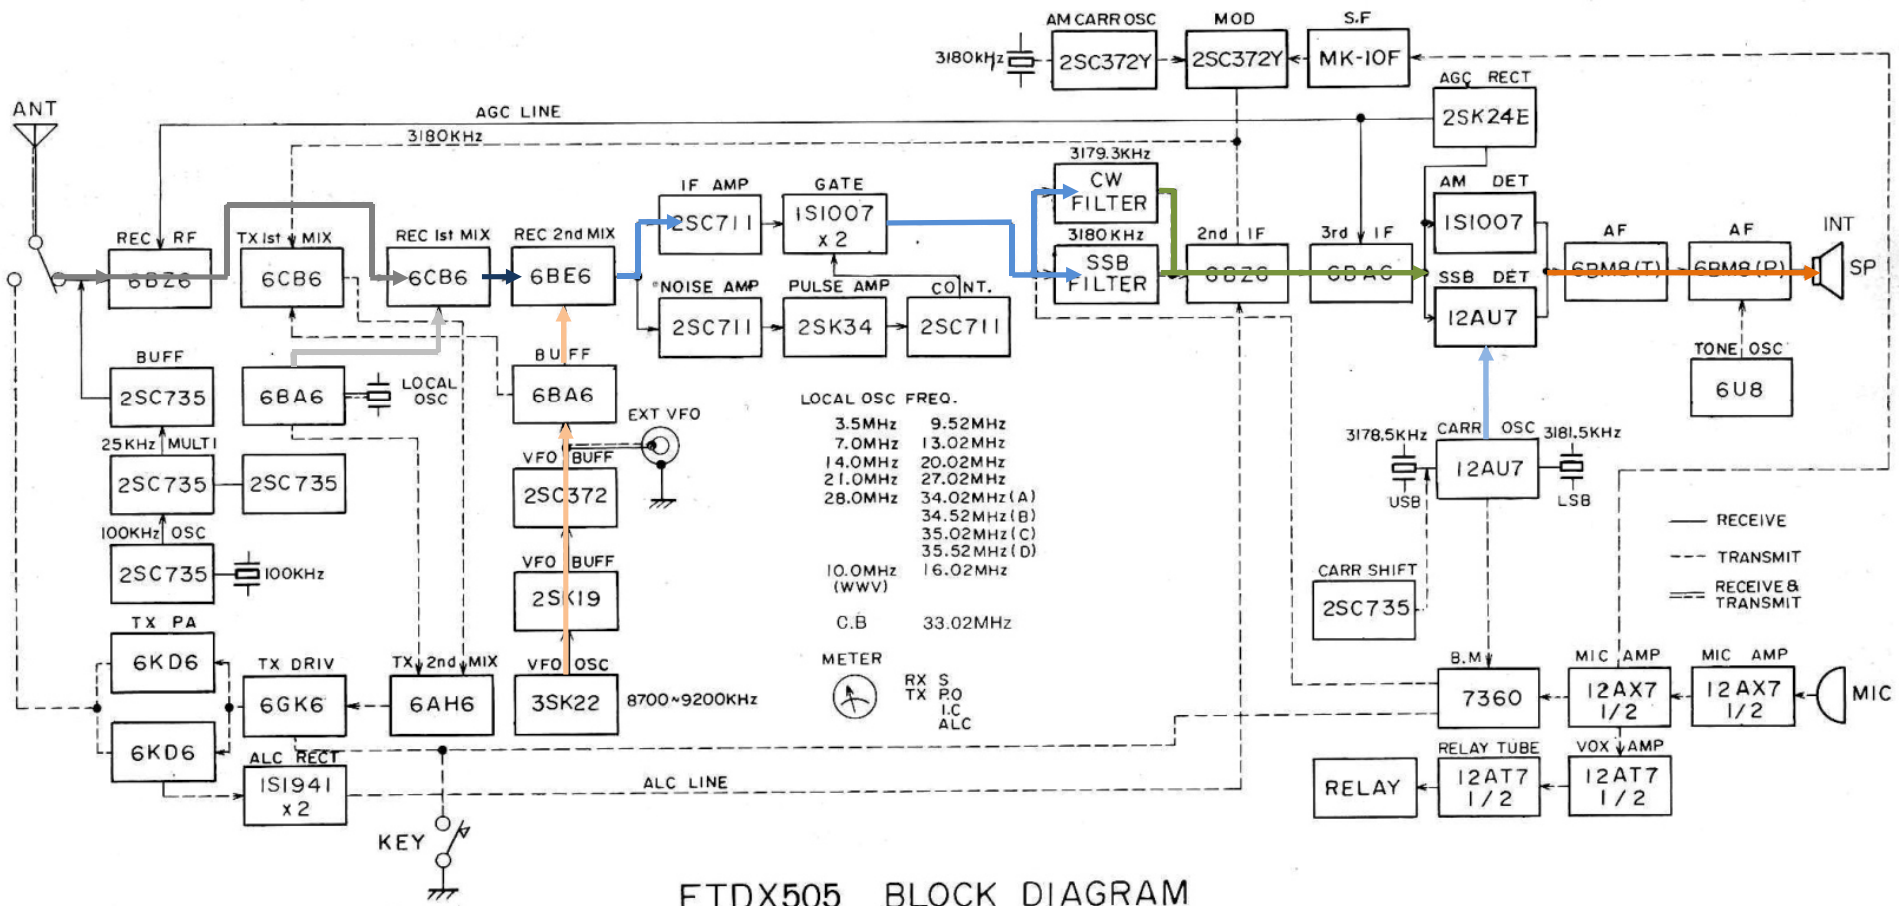 AM CARR OSC
MOD
S.F
3180kHz
2SC372Y
2SC372Y
MK-10F
AGC RECT
2SK24E
ANT
AGC LINE
3180KHz
3179.3KHz
CW
FILTER
IF AMP
2SC711
GATE
1S1007
x2
AM DET
1S1007
REC RF
6BZ6
TX 1st MIX
6CB6
REC 1st MIX
6CB6
REC 2nd MIX
6BE6
3180KHz
SSB
FILTER
2nd IF
6BZ6
3rd IF
6BA6
SSB DET
12AU7
AF
6BM8(T)
AF
6BM8(P)
INT
SP
NOISE AMP
2SC711
PULSE AMP
2SK34
CONT.
2SC711
BUFF
2SC735
6BA6
LOCAL
OSC
BUFF
6BA6
EXT VFO
TONE OSC
6U8
25KHz MULTI
2SC735
2SC735
VFO BUFF
2SC372
100KHz OSC
2SC735
100KHz
VFO BUFF
2SK19
LOCAL OSC FREQ.
3.5MHz 9.52MHz
7.0MHz 13.02MHz
14.0MHz 20.02MHz
21.0MHz 27.02MHz
28.0MHz 34.02MHz(A)
34.52MHz(B)
35.02MHz(C)
35.52MHz(D)
10.0MHz 16.02MHz
(WWV)
C.B 33.02MHz
3178.5KHz
USB
CARR OSC
12AU7
3181.5KHz
LSB
RECEIVE
TRANSMIT
RECEIVE &
TRANSMIT
CARR SHIFT
2SC735
TX PA
6KD6
6KD6
TX DRIV
6GK6
TX 2nd MIX
6AH6
VFO OSC
3SK22
8700~9200KHz
METER
RX S
TX P.O
I.C
ALC
B.M
7360
MIC AMP
12AX7
1/2
MIC AMP
12AX7
1/2
MIC
ALC RECT
1S1941
x2
ALC LINE
RELAY
RELAY TUBE
12AT7
1/2
VOX AMP
12AT7
1/2
KEY
FTDX505 BLOCK DIAGRAM